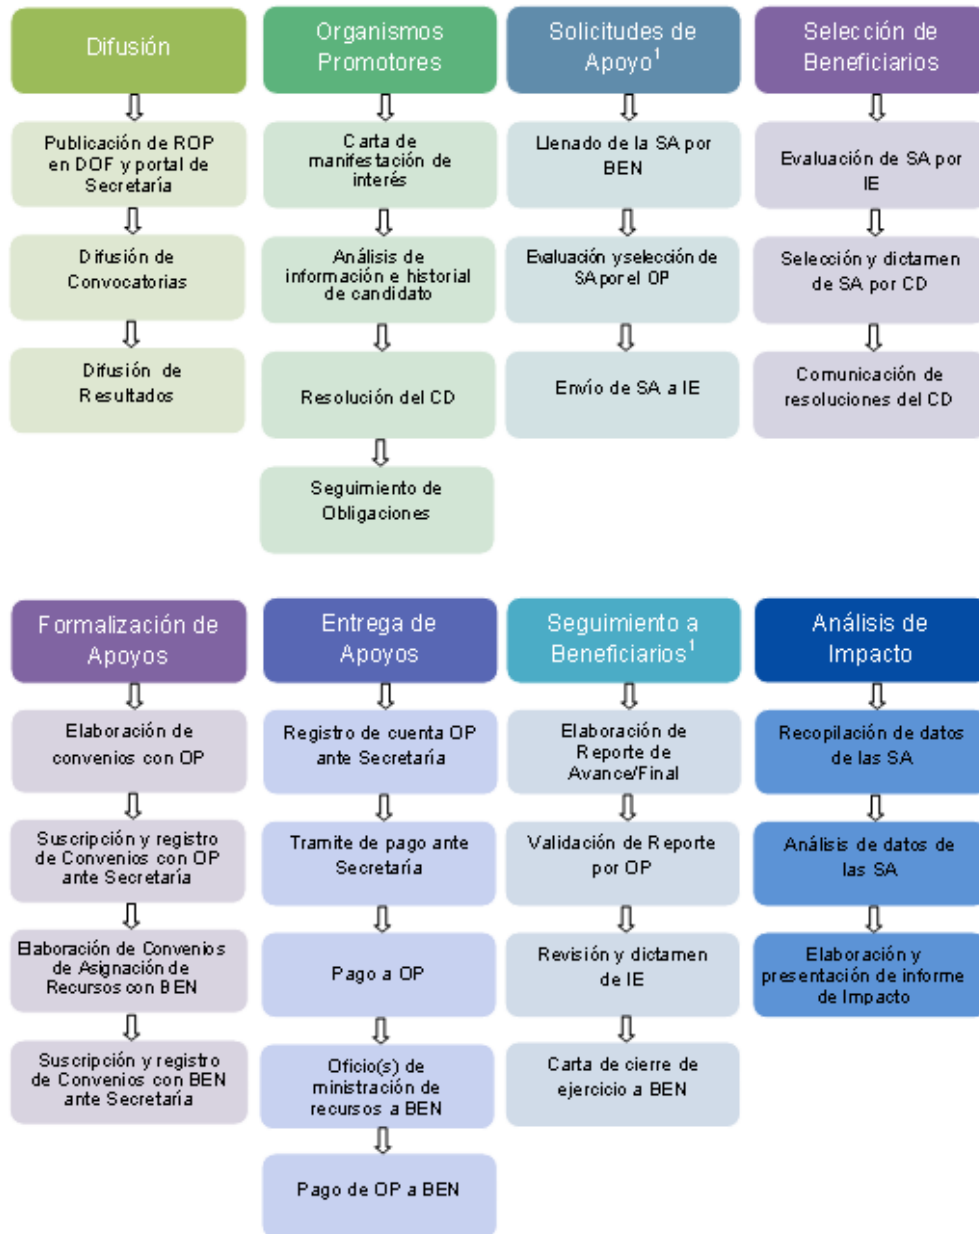 Difusión
Publicación de ROP
en DOF y portal de
Secretaría
Difusión de
Convocatorias
Difusión de
Resultados
Organismos
Promotores
Carta de
manifestación de
interés
Análisis de
información e historial
de candidato
Resolución del CD
Seguimiento de
Obligaciones
Solicitudes de
Apoyo¹
Llenado de la SA por
BEN
Evaluación y selección de
SA por el OP
Envío de SA a IE
Selección de
Beneficiarios
Evaluación de SA por
IE
Selección y dictamen
de SA por CD
Comunicación de
resoluciones del CD
Formalización de
Apoyos
Elaboración de
convenios con OP
Suscripción y registro
de Convenios con OP
ante Secretaría
Elaboración de Convenios
de Asignación de
Recursos con BEN
Suscripción y registro
de Convenios con BEN
ante Secretaría
Entrega de
Apoyos
Registro de cuenta OP
ante Secretaría
Tramite de pago ante
Secretaría
Pago a OP
Oficio(s) de
ministración de
recursos a BEN
Pago de OP a BEN
Seguimiento a
Beneficiarios¹
Elaboración de
Reporte de
Avance/Final
Validación de Reporte
por OP
Revisión y dictamen
de IE
Carta de cierre de
ejercicio a BEN
Análisis de
Impacto
Recopilación de datos
de las SA
Análisis de datos de
las SA
Elaboración y
presentación de informe
de Impacto